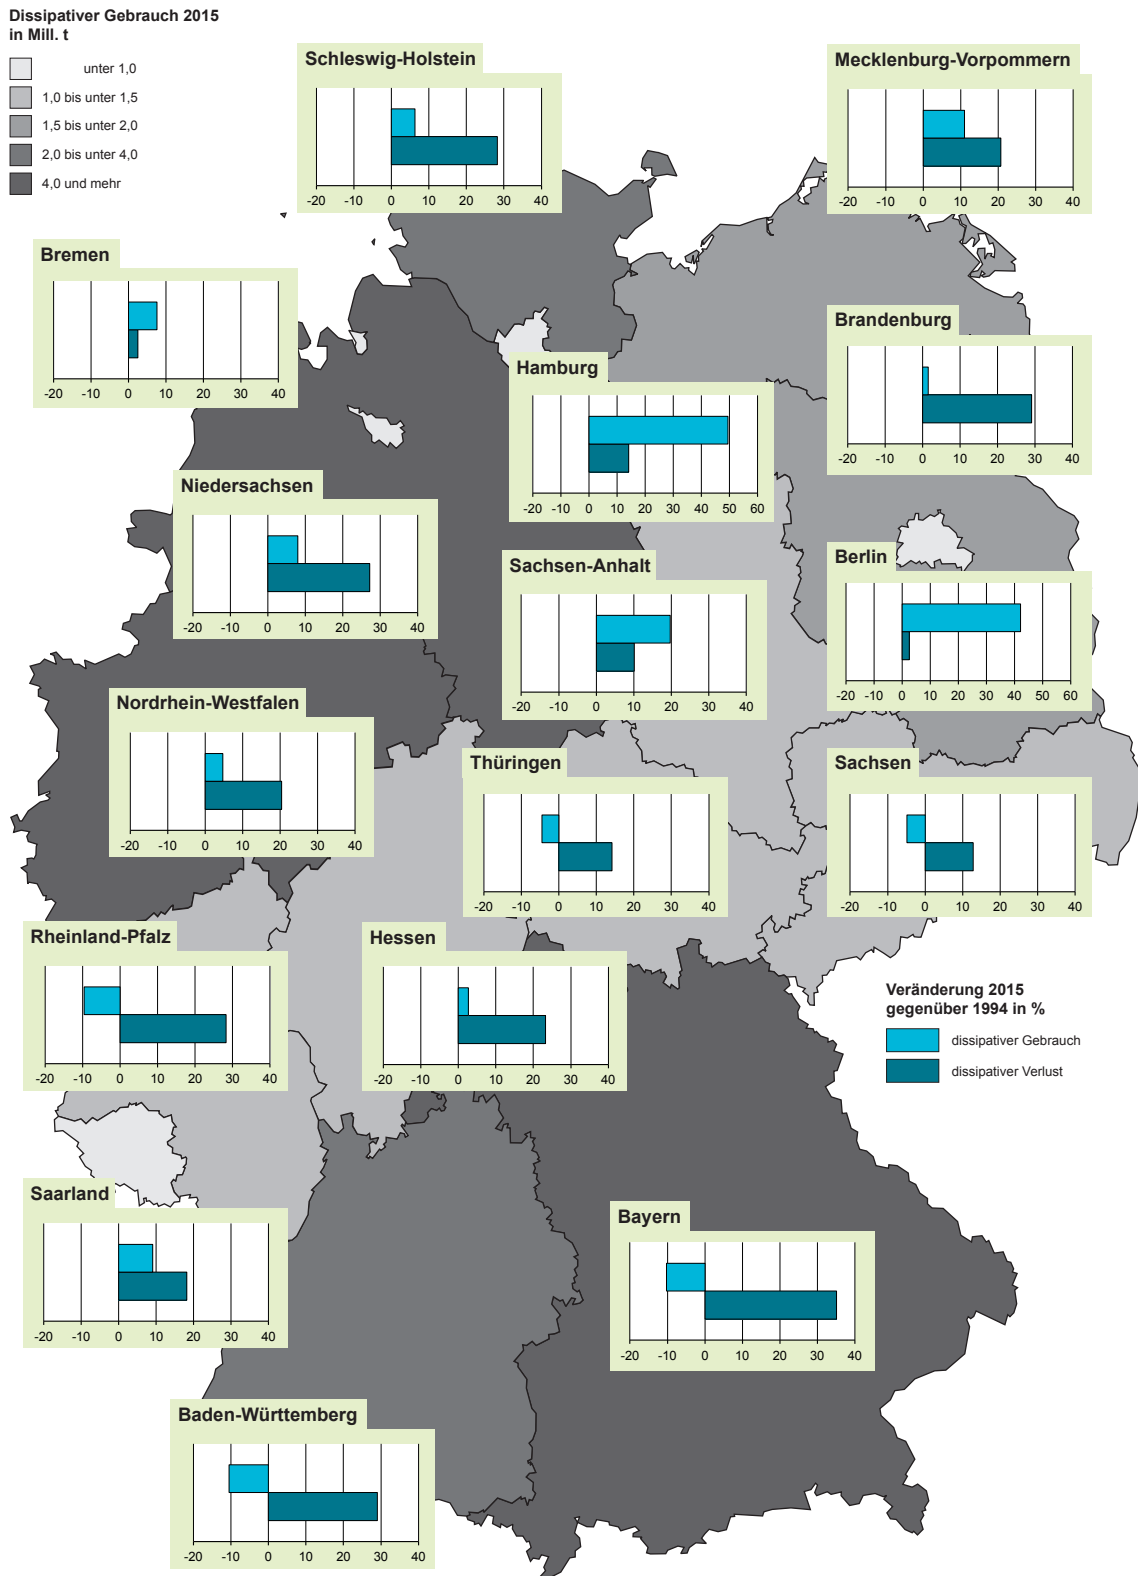 Dissipativer Gebrauch 2015
in Mill. t
unter 1,0
1,0 bis unter 1,5
1,5 bis unter 2,0
2,0 bis unter 4,0
4,0 und mehr
Schleswig-Holstein
-20 -10 0 10 20 30 40
Mecklenburg-Vorpommern
-20 -10 0 10 20 30 40
Bremen
-20 -10 0 10 20 30 40
Brandenburg
-20 -10 0 10 20 30 40
Hamburg
-20 -10 0 10 20 30 40 50 60
Niedersachsen
-20 -10 0 10 20 30 40
Sachsen-Anhalt
-20 -10 0 10 20 30 40
Berlin
-20 -10 0 10 20 30 40 50 60
Nordrhein-Westfalen
-20 -10 0 10 20 30 40
Thüringen
-20 -10 0 10 20 30 40
Sachsen
-20 -10 0 10 20 30 40
Rheinland-Pfalz
-20 -10 0 10 20 30 40
Hessen
-20 -10 0 10 20 30 40
Veränderung 2015
gegenüber 1994 in %
dissipativer Gebrauch
dissipativer Verlust
Saarland
-20 -10 0 10 20 30 40
Bayern
-20 -10 0 10 20 30 40
Baden-Württemberg
-20 -10 0 10 20 30 40